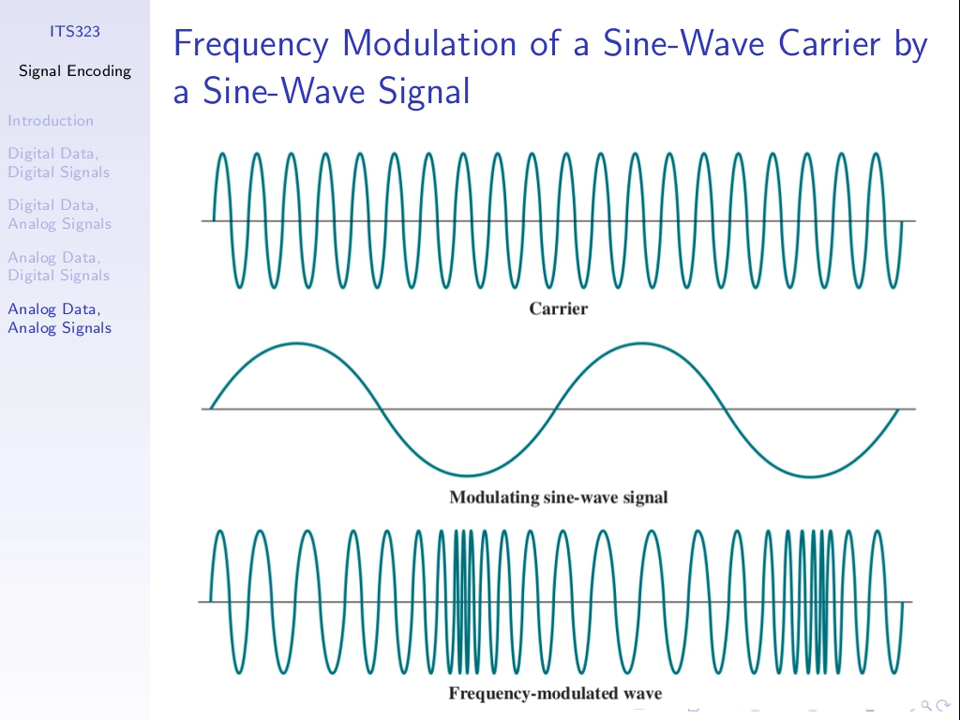 ITS323
Signal Encoding
Introduction
Digital Data,
Digital Signals
Digital Data,
Analog Signals
Analog Data,
Digital Signals
Analog Data,
Analog Signals
Frequency Modulation of a Sine-Wave Carrier by
a Sine-Wave Signal
Carrier
Modulating sine-wave signal
Frequency-modulated wave